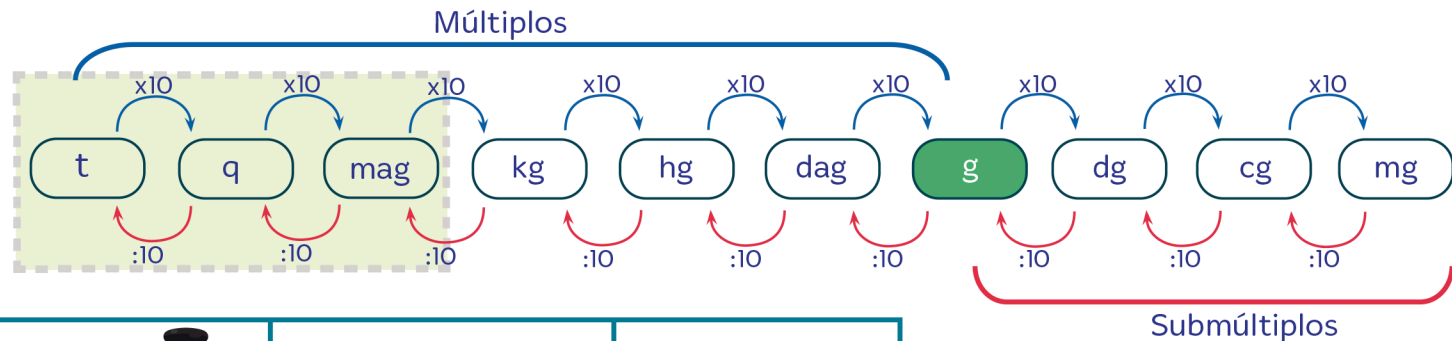 Múltiplos
x10 x10 x10 x10 x10 x10 x10 x10 x10
t q mag kg hg dag g dg cg mg
:10 :10 :10 :10 :10 :10 :10 :10 :10
Submúltiplos